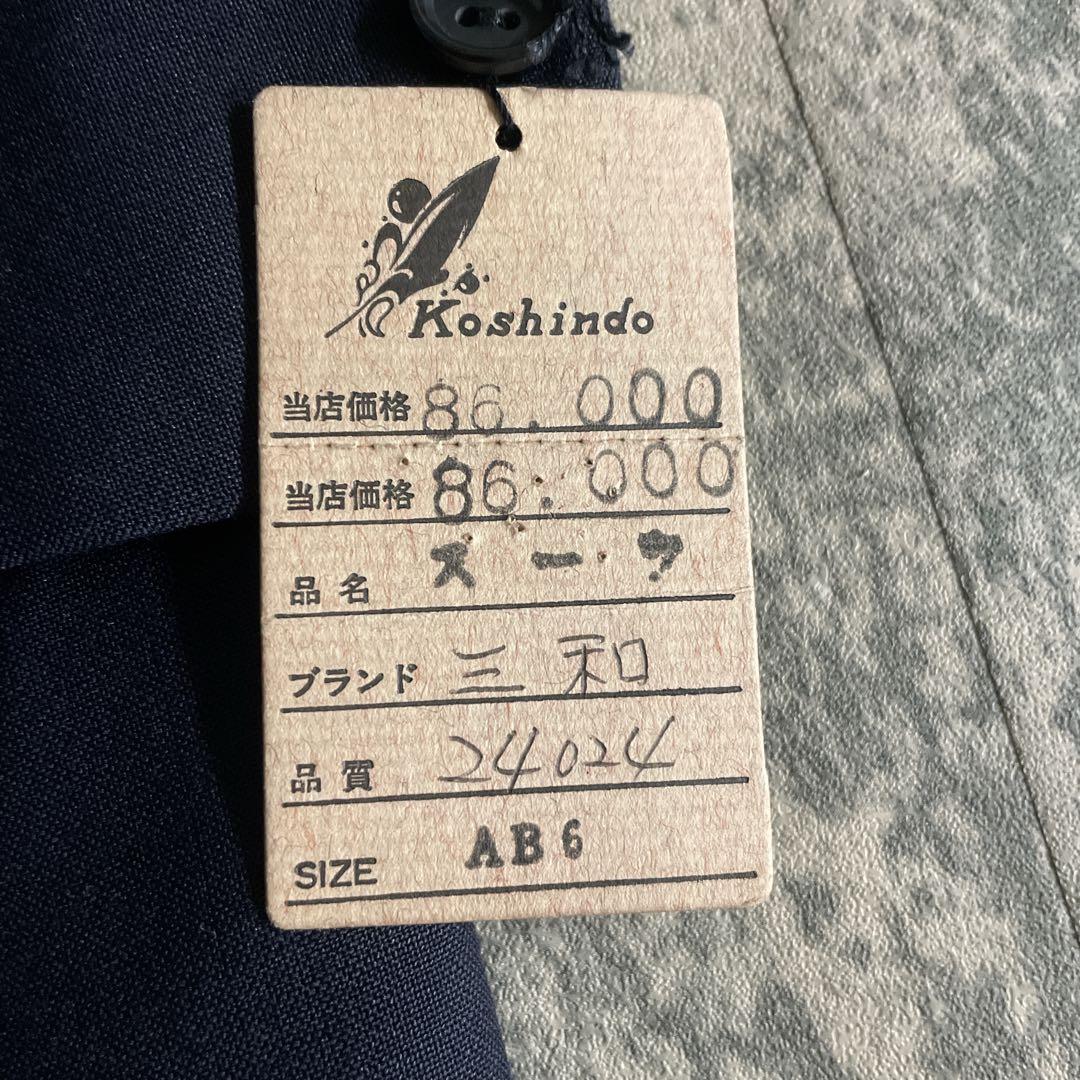 Koshindo
当店価格 86.000
当店価格 86.000
品名 スーツ
ブランド 三和
品質 24024
SIZE AB6